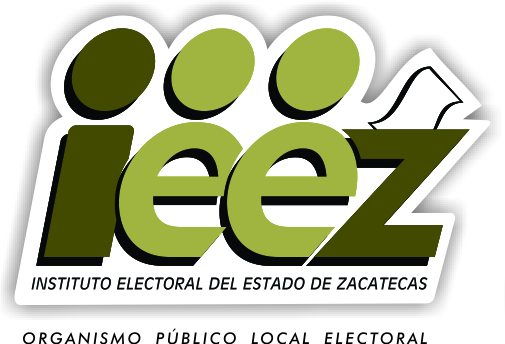 ieez
INSTITUTO ELECTORAL DEL ESTADO DE ZACATECAS
ORGANISMO PÚBLICO LOCAL ELECTORAL